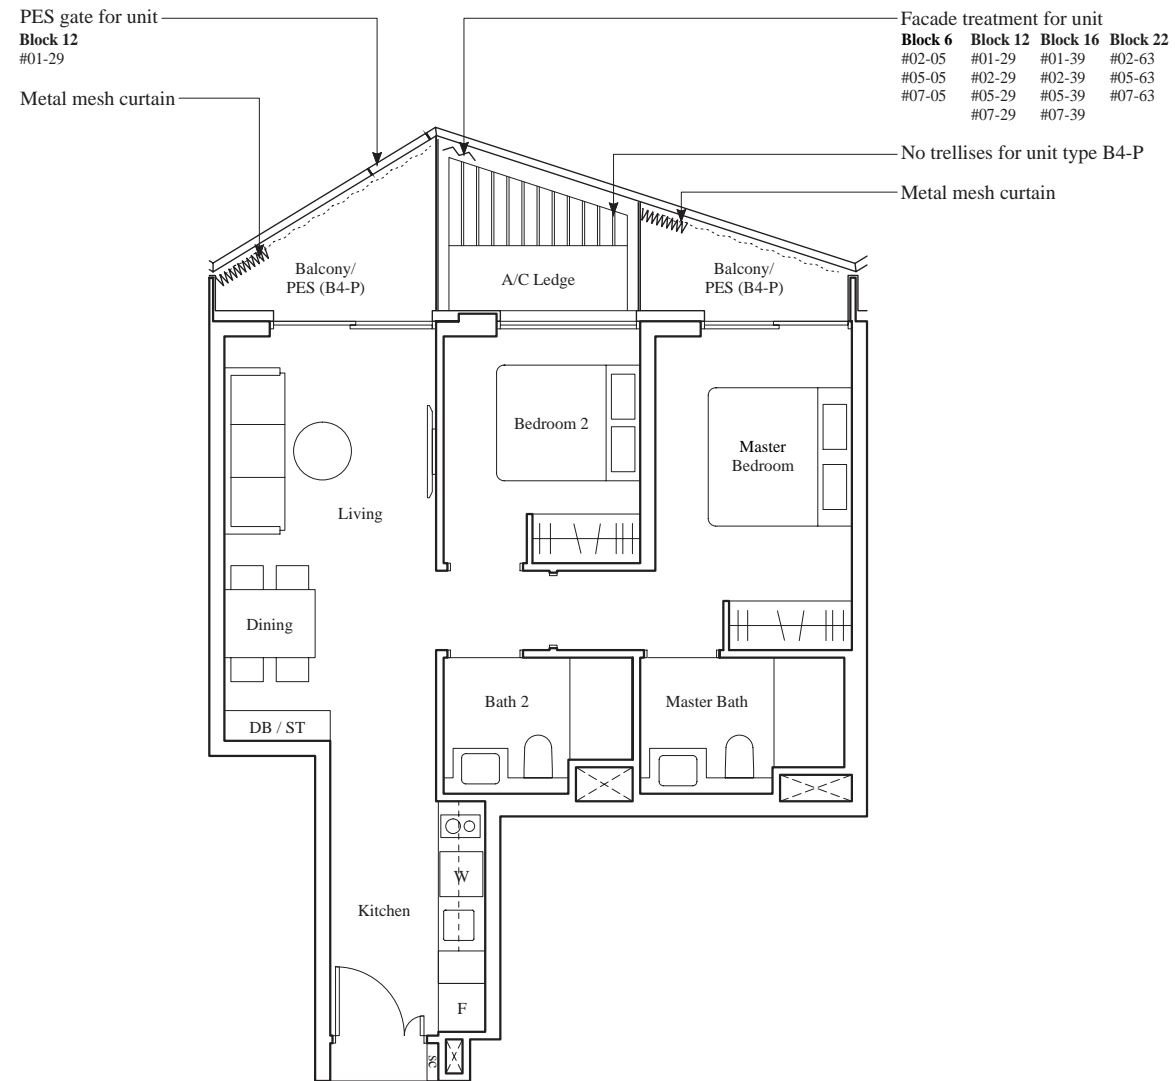 PES gate for unit
Block 12
#01-29
Metal mesh curtain
Facade treatment for unit
Block 6 Block 12 Block 16 Block 22
#02-05 #01-29 #01-39 #02-63
#05-05 #02-29 #02-39 #05-63
#07-05 #05-29 #05-39 #07-63
#07-29 #07-39
No trellises for unit type B4-P
Metal mesh curtain
Balcony/
PES (B4-P)
A/C Ledge
Balcony/
PES (B4-P)
Bedroom 2
Master
Bedroom
Living
Dining
Bath 2
Master Bath
DB / ST
W
Kitchen
F
SC